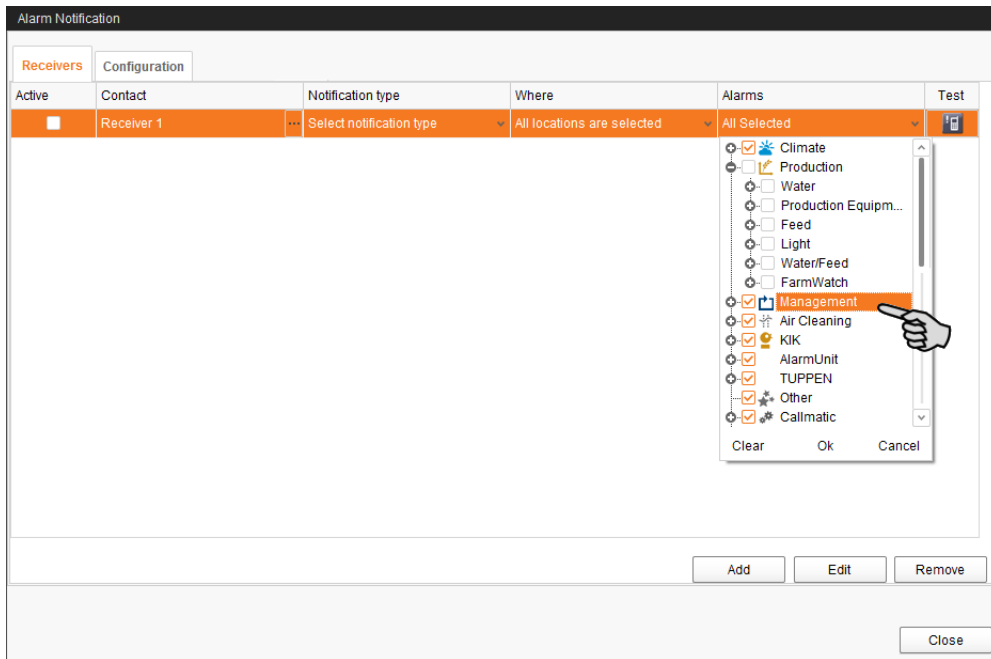 Alarm Notification
Receivers Configuration
Active Contact Notification type Where Alarms Test
Receiver 1 ... Select notification type All locations are selected All Selected
Climate
Production
Water
Production Equipm...
Feed
Light
Water/Feed
FarmWatch
Management
Air Cleaning
KIK
AlarmUnit
TUPPEN
Other
Callmatic
Clear Ok Cancel
Add Edit Remove
Close